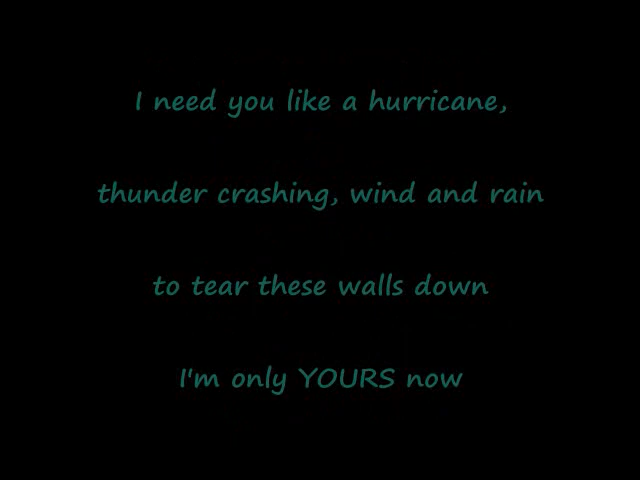 I need you like a hurricane,
thunder crashing, wind and rain
to tear these walls down
I'm only YOURS now